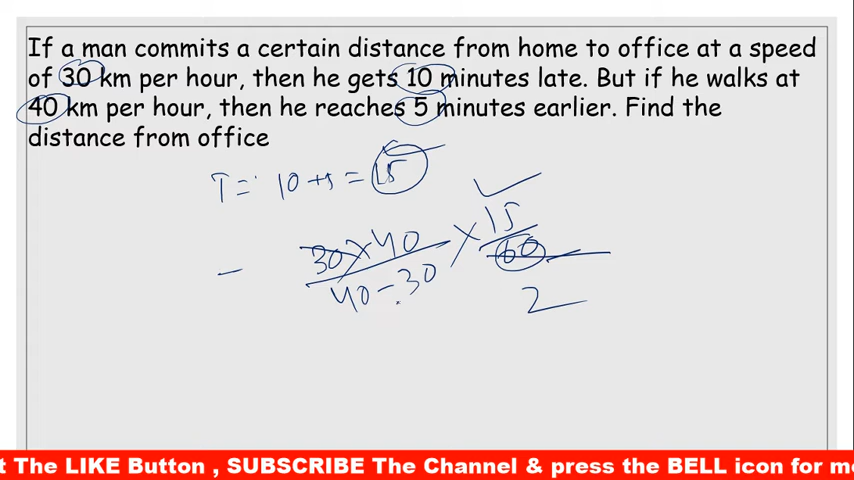 If a man commits a certain distance from home to office at a speed
of 30 km per hour, then he gets 10 minutes late. But if he walks at
40 km per hour, then he reaches 5 minutes earlier. Find the
distance from office
T = 10 + 5 = 15
30 × 40 × 15
40 - 30 60
2
t The LIKE Button , SUBSCRIBE The Channel & press the BELL icon for m